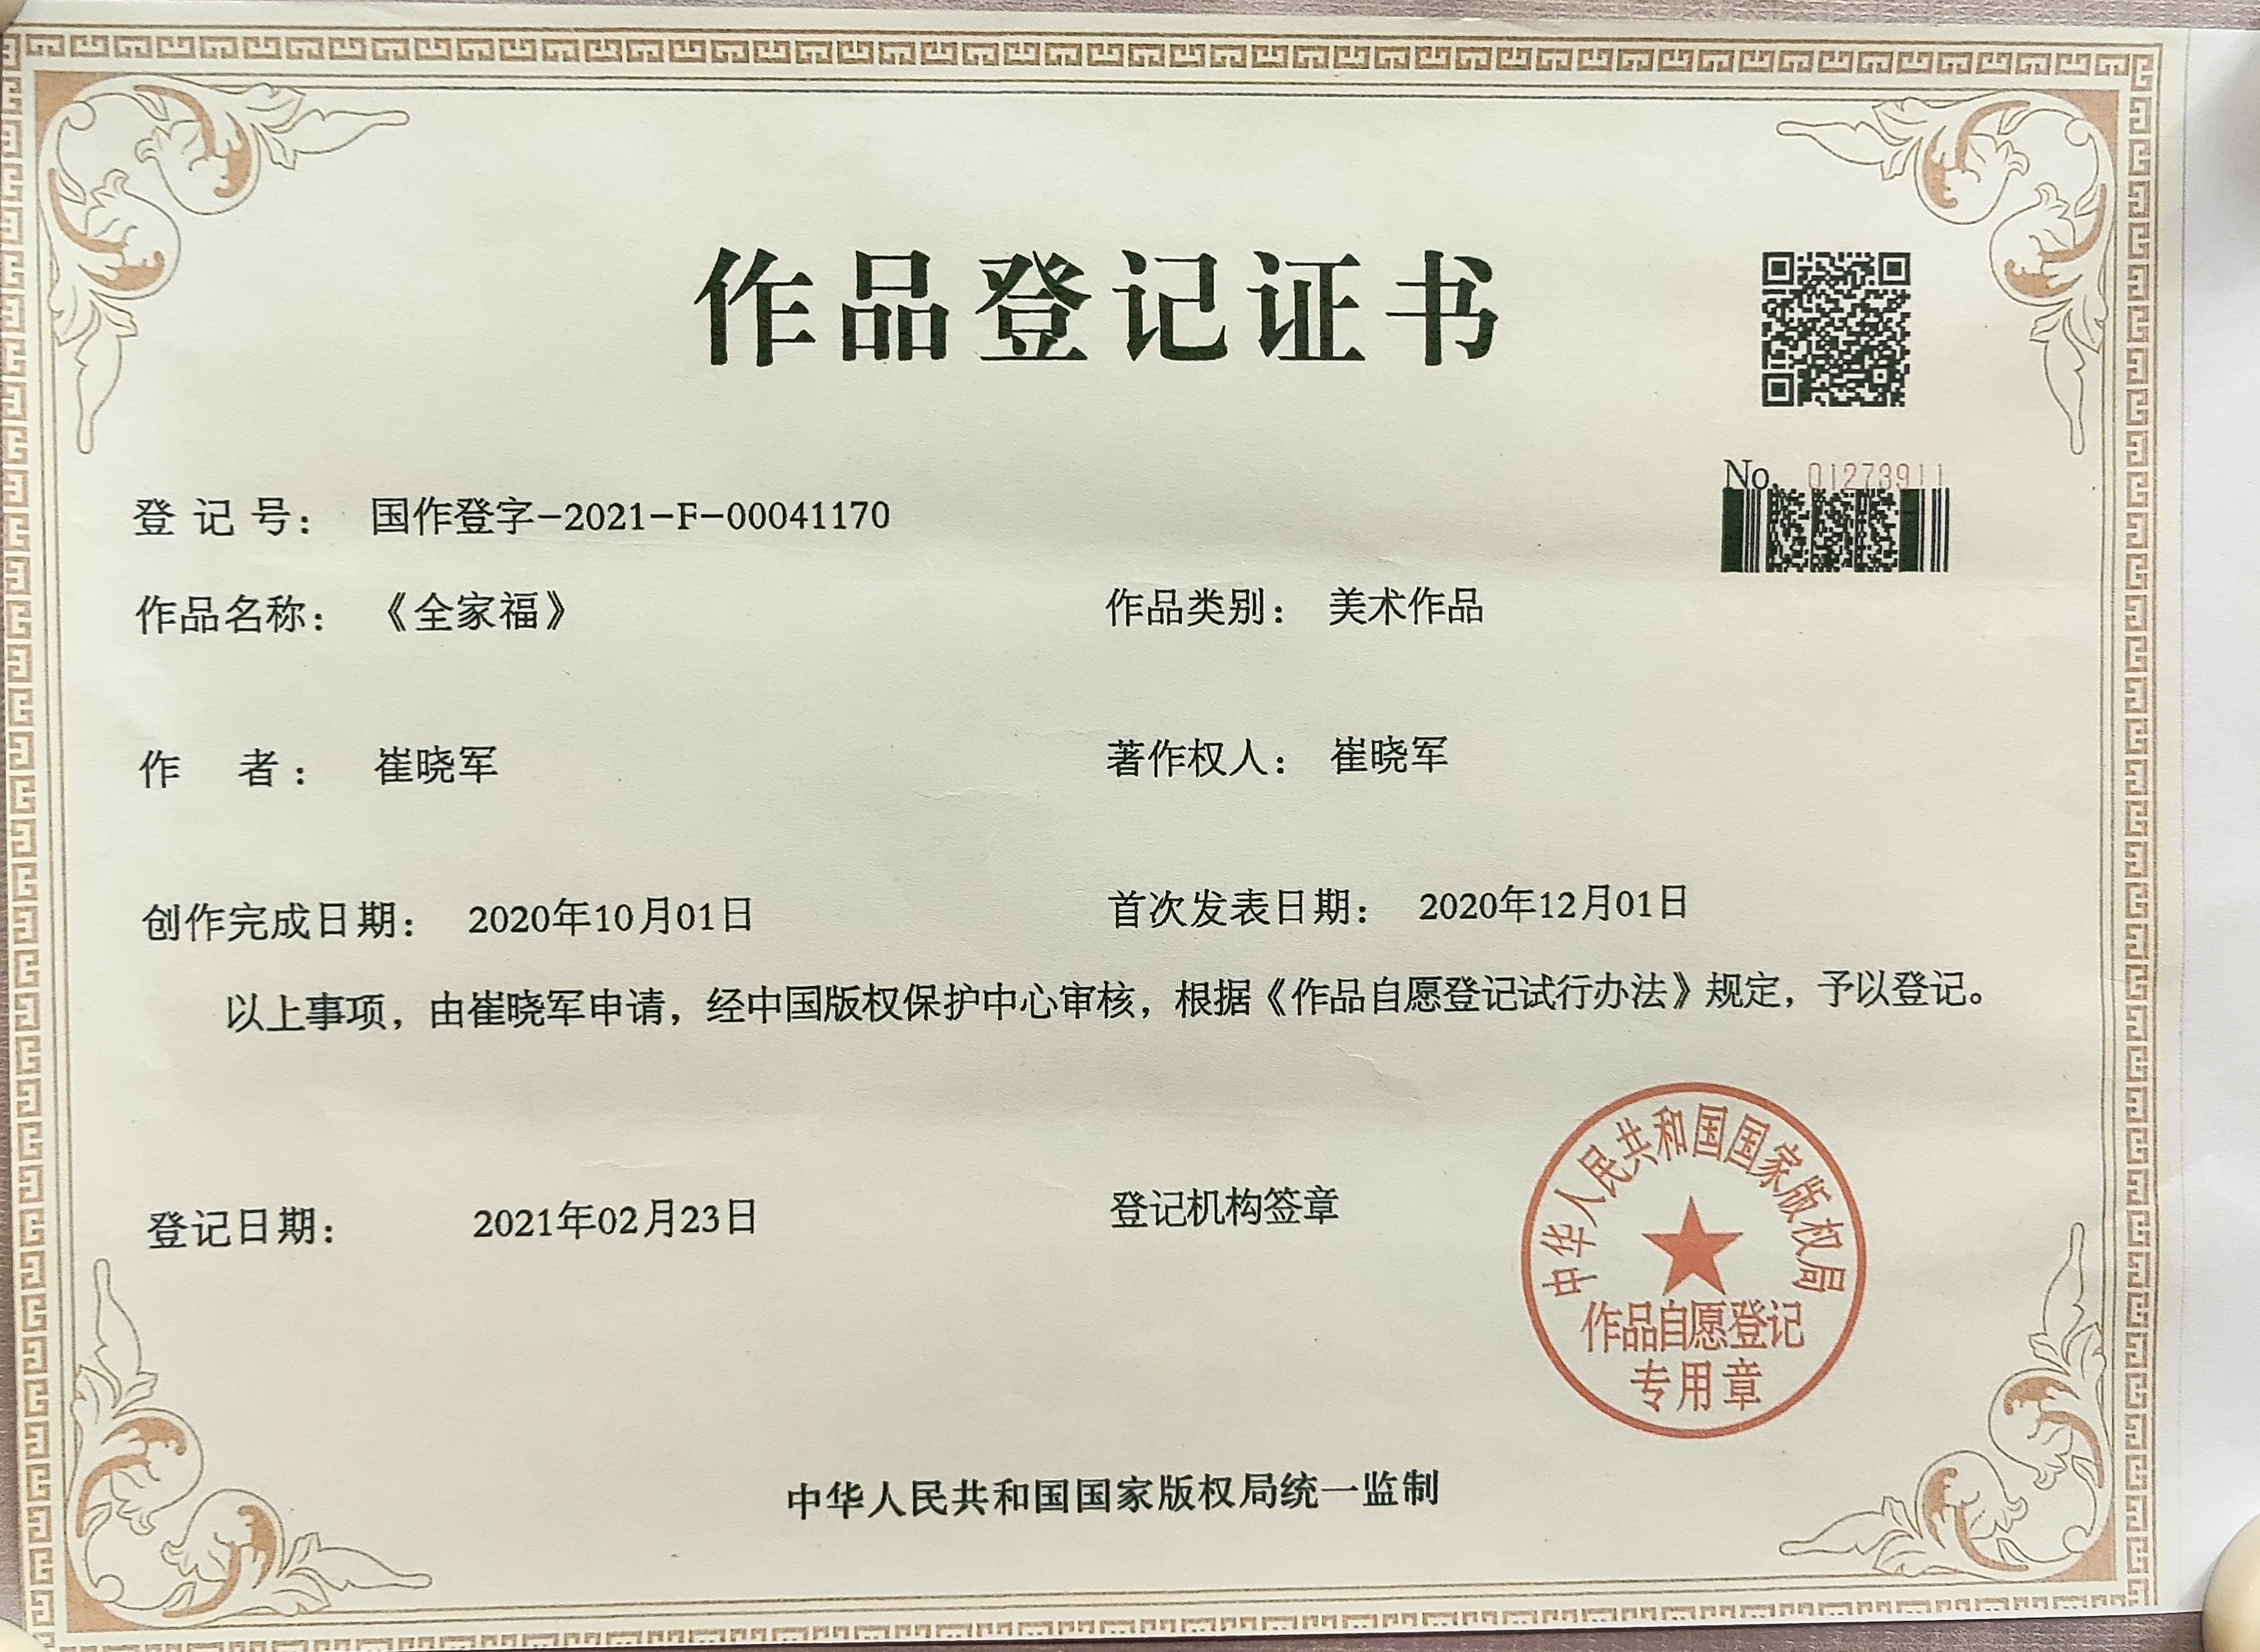 作品登记证书
No. 01273911
登记号： 国作登字-2021-F-00041170
作品名称： 《全家福》 作品类别： 美术作品
作 者： 崔晓军 著作权人： 崔晓军
创作完成日期： 2020年10月01日 首次发表日期： 2020年12月01日
以上事项，由崔晓军申请，经中国版权保护中心审核，根据《作品自愿登记试行办法》规定，予以登记。
登记日期： 2021年02月23日 登记机构签章
中华人民共和国国家版权局
作品自愿登记
专用章
中华人民共和国国家版权局统一监制